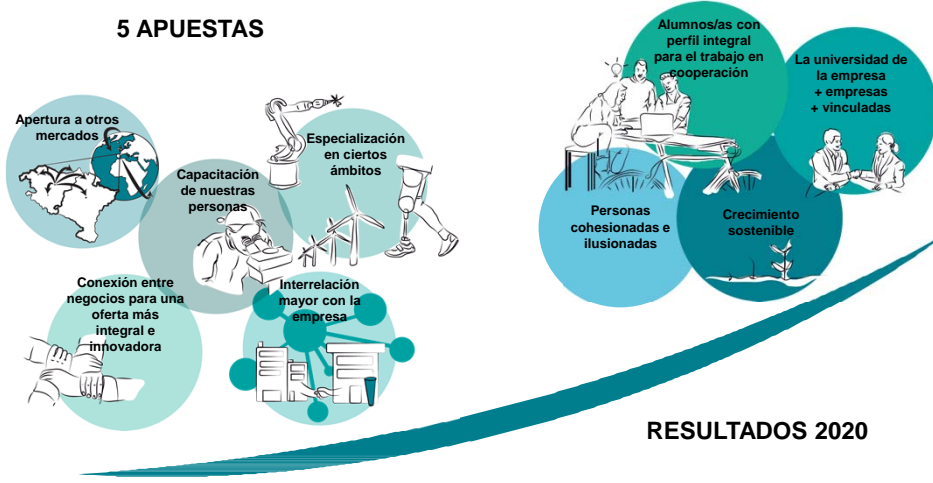 5 APUESTAS
Apertura a otros
mercados
Capacitación
de nuestras
personas
Especialización
en ciertos
ámbitos
Conexión entre
negocios para una
oferta más
integral e
innovadora
Interrelación
mayor con la
empresa
Alumnos/as con
perfil integral
para el trabajo en
cooperación
La universidad de
la empresa
+ empresas
+ vinculadas
Personas
cohesionadas e
ilusionadas
Crecimiento
sostenible
RESULTADOS 2020